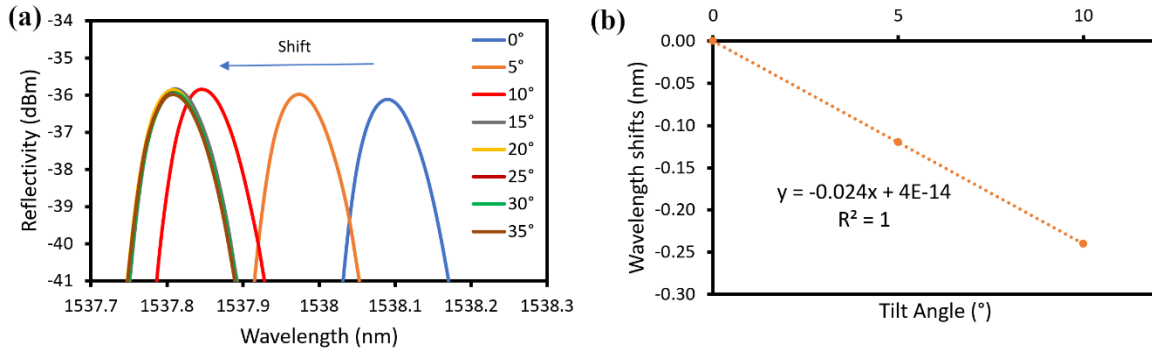 (a)
-34
-35
-36
-37
-38
-39
-40
-41
Reflectivity (dBm)
Shift
0°
5°
10°
15°
20°
25°
30°
35°
1537.7 1537.8 1537.9 1538 1538.1 1538.2 1538.3
Wavelength (nm)
(b)
0 5 10
0.00
-0.05
-0.10
-0.15
-0.20
-0.25
-0.30
Wavelength shifts (nm)
y = -0.024x + 4E-14
R² = 1
Tilt Angle (°)